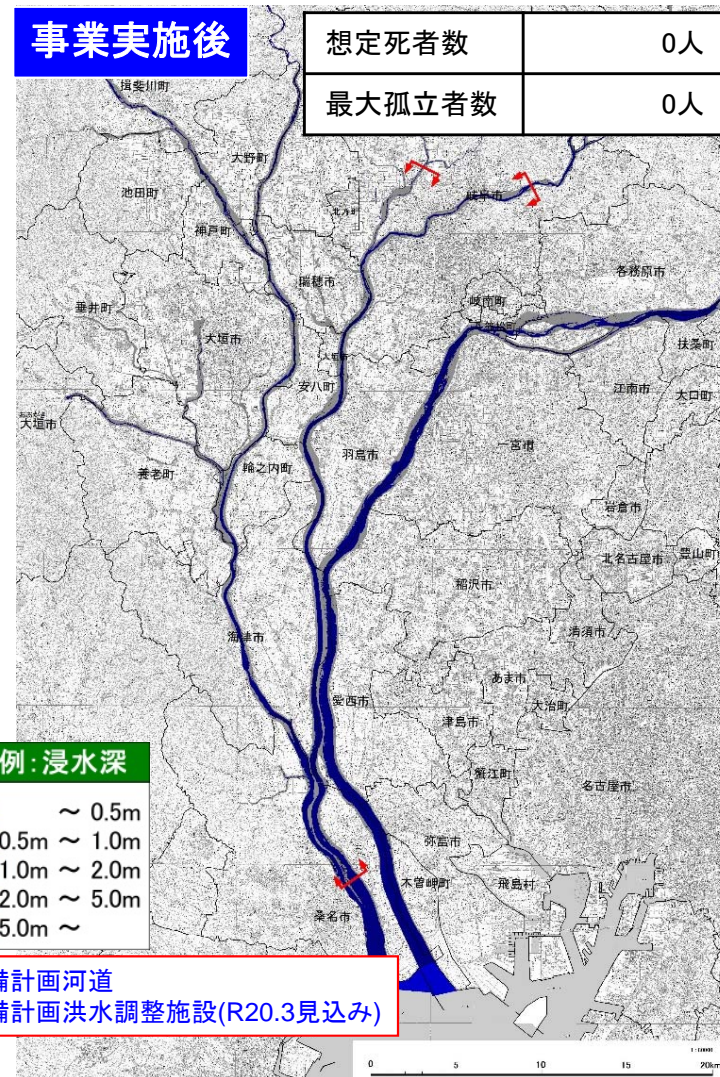 事業実施後
想定死者数 0人
最大孤立者数 0人
揖斐川町
大野町
池田町
北方町
岐阜市
神戸町
瑞穂市
各務原市
岐南町
垂井町
大垣市
大垣市
扶桑町
安八町
江南市
大口町
大垣市
羽島市
一宮市
養老町
輪之内町
岩倉市
北名古屋市
豊山町
稲沢市
清須市
海津市
あま市
愛西市
大治町
津島市
蟹江町
名古屋市
弥富市
木曽岬町
飛島村
桑名市
例：浸水深
～ 0.5m
0.5m ～ 1.0m
1.0m ～ 2.0m
2.0m ～ 5.0m
5.0m ～
備計画河道
備計画洪水調整施設(R20.3見込み)
0 5 10 15 20km